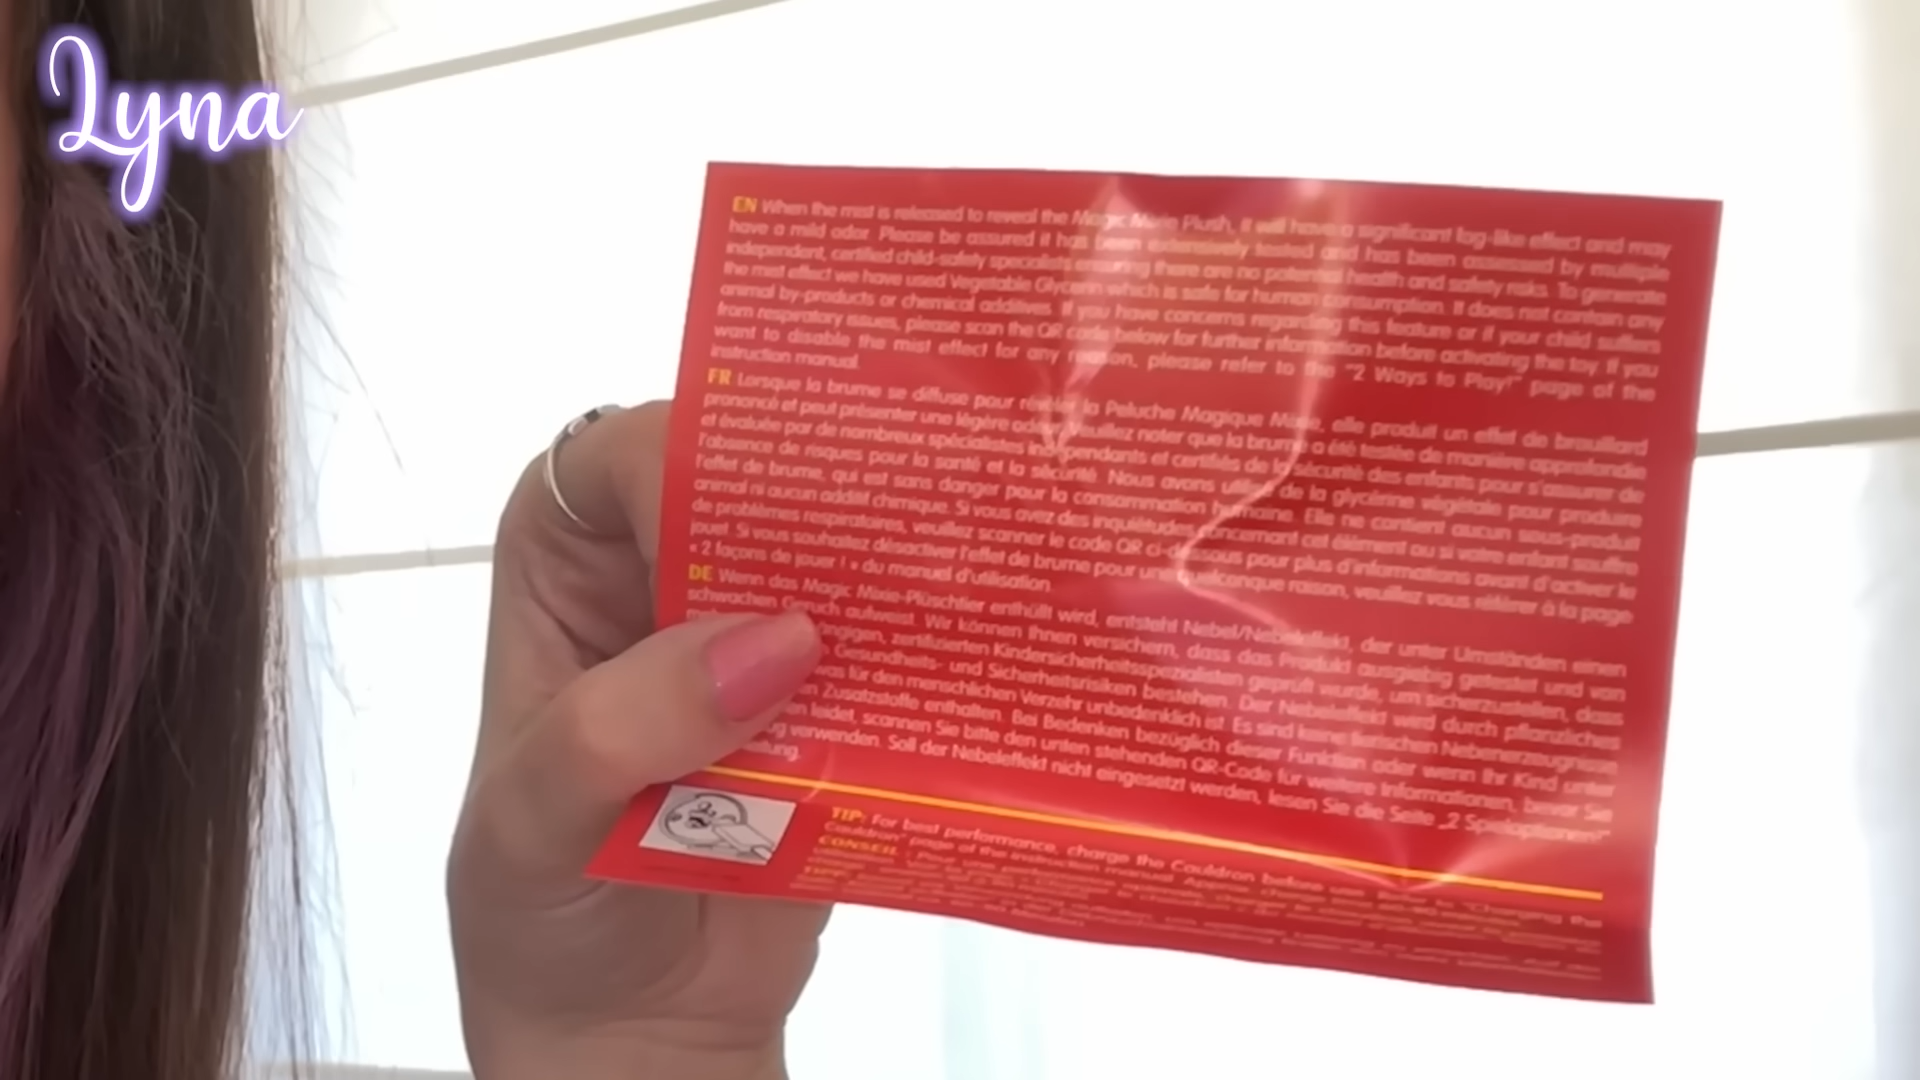 Lyna
EN When the mist is released to reveal the Magic Mixie Plush, it will have a significant fog-like effect and may
have a mild odor. Please be assured it has been extensively tested and has been assessed by multiple
independent, certified child-safety specialists ensuring there are no potential health and safety risks. To generate
the mist effect we have used Vegetable Glycerin which is safe for human consumption. It does not contain any
animal by-products or chemical additives. If you have concerns regarding this feature or if your child suffers
from respiratory issues, please scan the QR code below for further information before activating the toy. If you
want to disable the mist effect for any reason, please refer to the "2 Ways to Play!" page of the
instruction manual.
FR Lorsque la brume se diffuse pour révéler la Peluche Magique Mixie, elle produit un effet de brouillard
prononcé et peut présenter une légère odeur. Veuillez noter que la brume a été testée de manière approfondie
et évaluée par de nombreux spécialistes indépendants et certifiés de la sécurité des enfants pour s'assurer de
l'absence de risques pour la santé et la sécurité. Nous avons utilisé de la glycérine végétale pour produire
l'effet de brume, qui est sans danger pour la consommation humaine. Elle ne contient aucun sous-produit
animal ni aucun additif chimique. Si vous avez des inquiétudes concernant cet élément ou si votre enfant souffre
de problèmes respiratoires, veuillez scanner le code QR ci-dessous pour plus d'informations avant d'activer le
jouet. Si vous souhaitez désactiver l'effet de brume pour une quelconque raison, veuillez vous référer à la page
« 2 façons de jouer ! » du manuel d'utilisation.
DE Wenn das Magic Mixie-Plüschtier enthüllt wird, entsteht Nebel/Nebeleffekt, der unter Umständen einen
schwachen Geruch aufweist. Wir können Ihnen versichern, dass das Produkt ausgiebig getestet und von
zertifizierten Kindersicherheitsspezialisten geprüft wurde, um sicherzustellen, dass
Gesundheits- und Sicherheitsrisiken bestehen. Der Nebeleffekt wird durch pflanzliches
was für den menschlichen Verzehr unbedenklich ist. Es sind keine tierischen Nebenerzeugnisse
Zusatzstoffe enthalten. Bei Bedenken bezüglich dieser Funktion oder wenn Ihr Kind unter
leidet, scannen Sie bitte den unten stehenden QR-Code für weitere Informationen, bevor Sie
verwenden. Soll der Nebeleffekt nicht eingesetzt werden, lesen Sie die Seite „2 Spieloptionen!"
TIP: For best performance, charge the Cauldron before use. Refer to "Charging the
Cauldron" page of the instruction manual
CONSEIL : Pour une performance